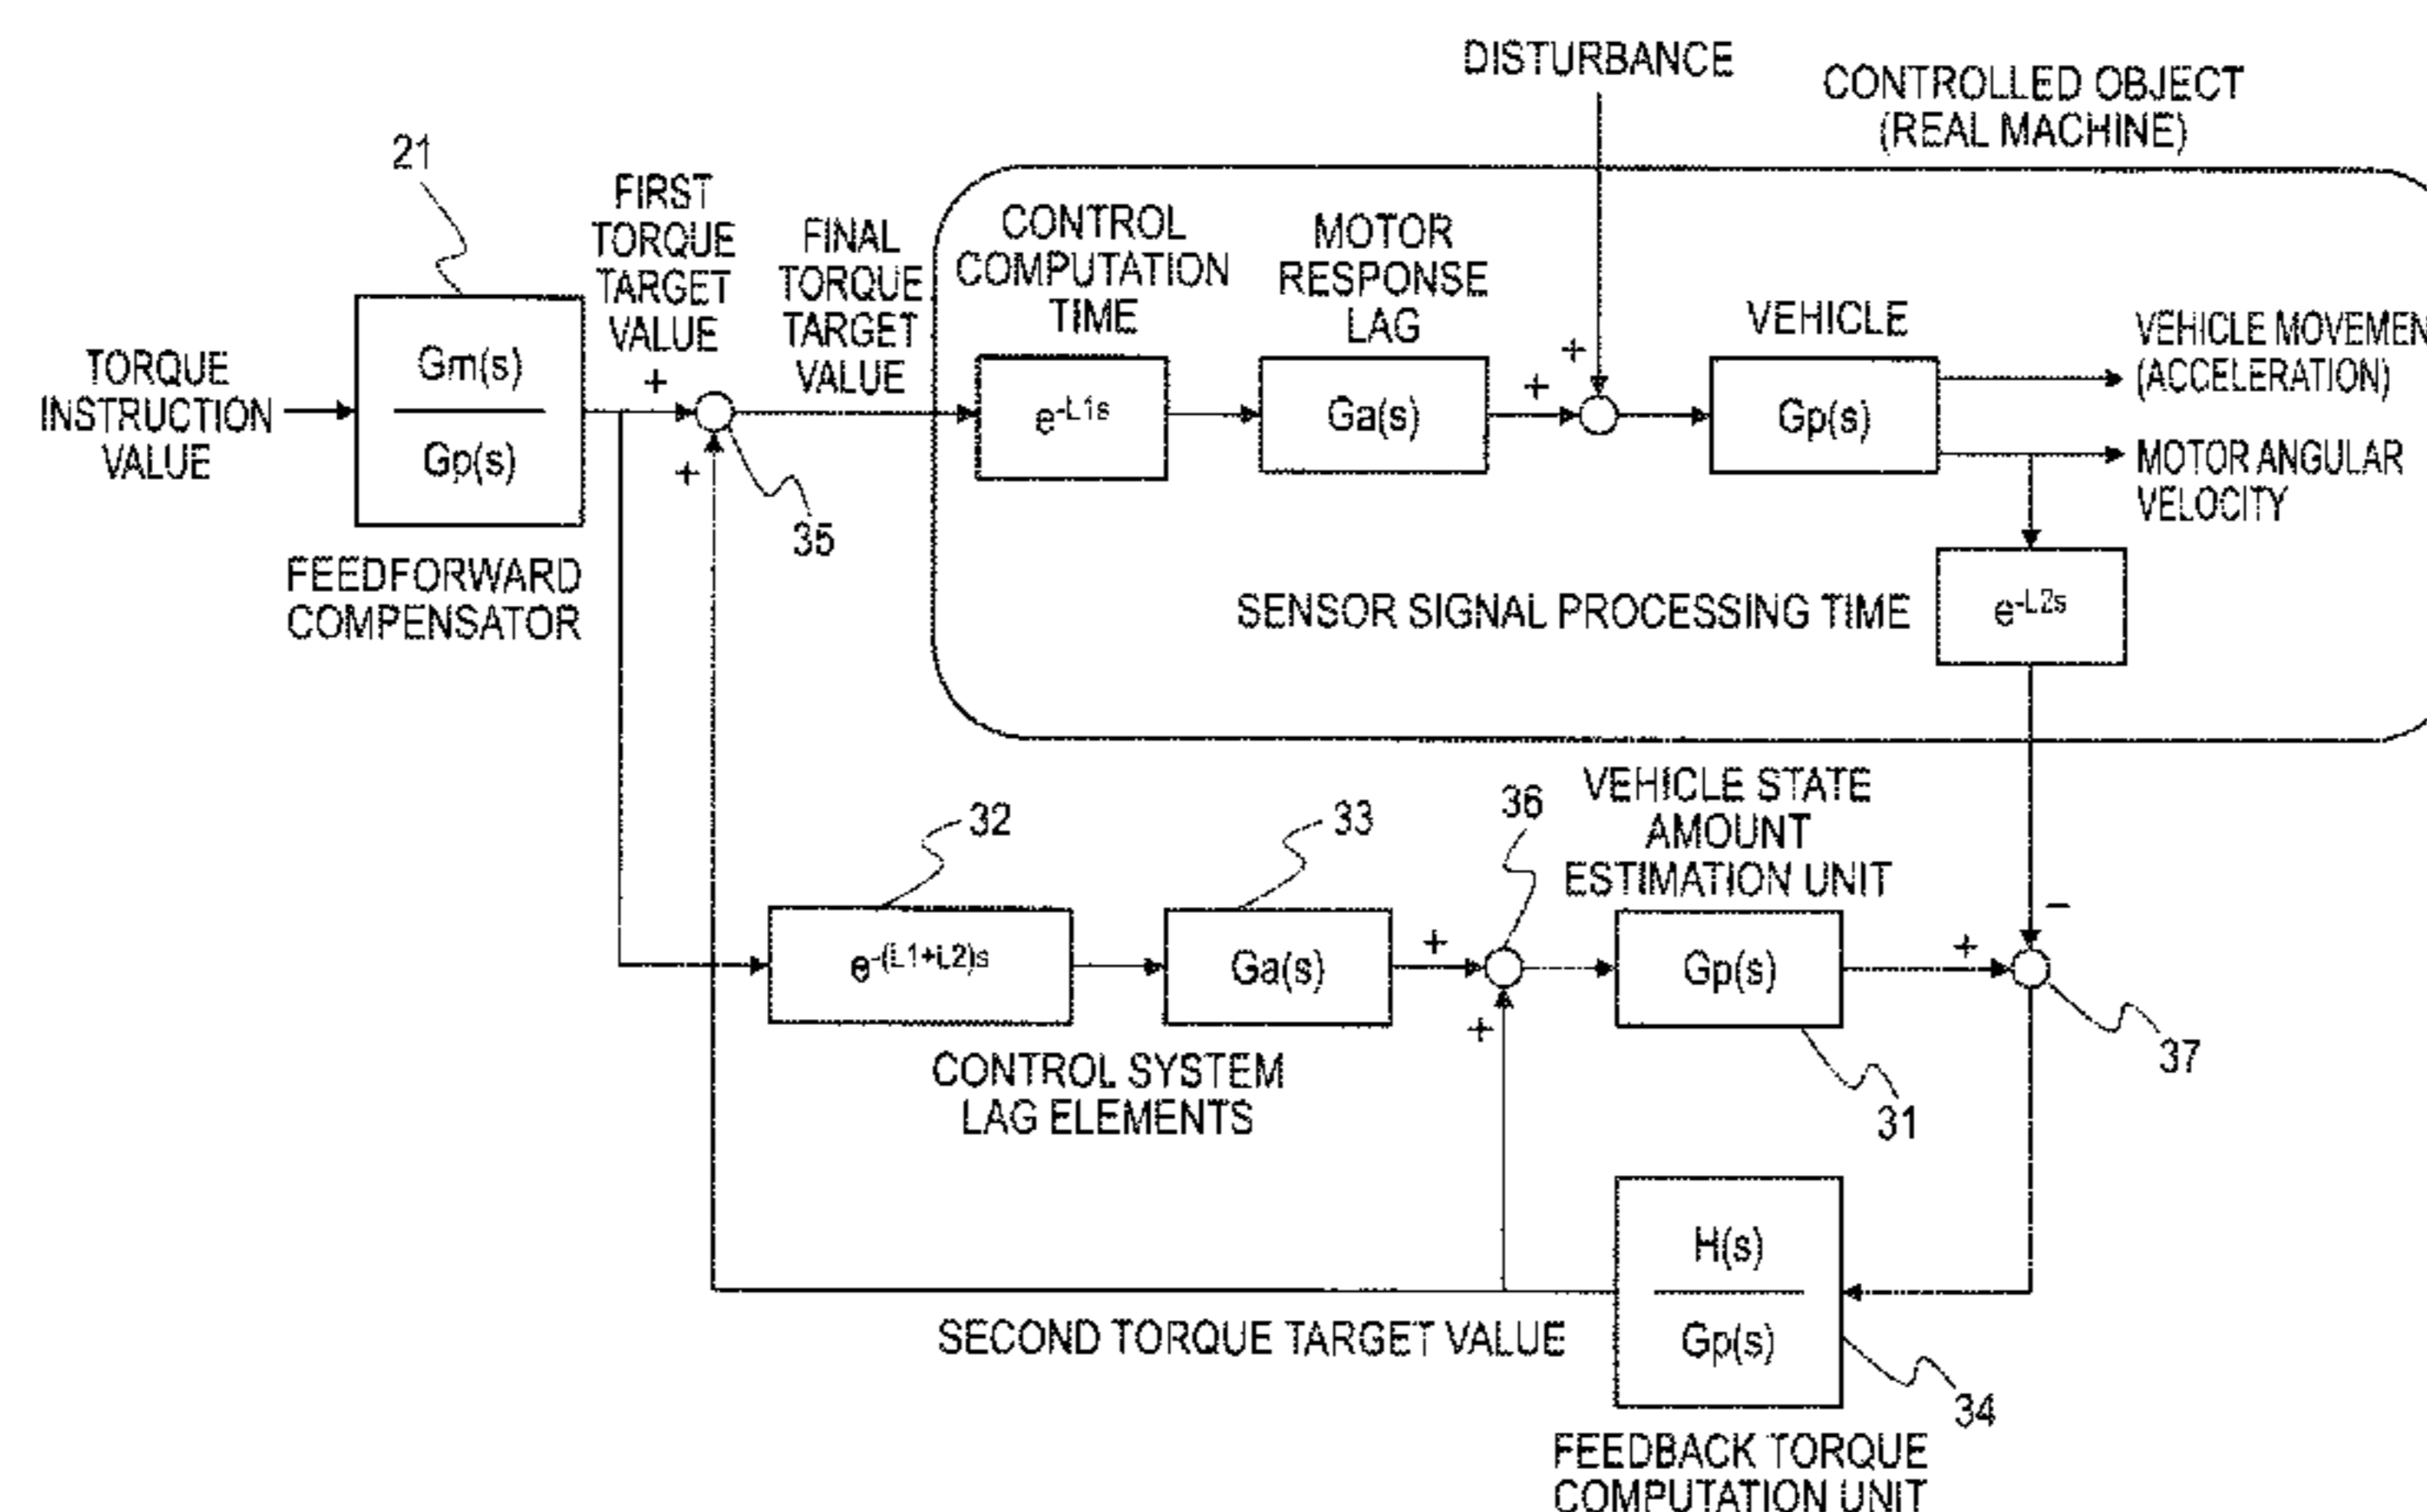 DISTURBANCE
CONTROLLED OBJECT
(REAL MACHINE)
21
FIRST
TORQUE
TARGET
VALUE
FINAL
TORQUE
TARGET
VALUE
CONTROL
COMPUTATION
TIME
MOTOR
RESPONSE
LAG
VEHICLE
VEHICLE MOVEMEN
(ACCELERATION)
TORQUE
INSTRUCTION
VALUE
Gm(s)
Gp(s)
+
+
e-L1s
Ga(s)
+
+
Gp(s)
MOTOR ANGULAR
VELOCITY
35
FEEDFORWARD
COMPENSATOR
SENSOR SIGNAL PROCESSING TIME
e-L2s
32
33
36
VEHICLE STATE
AMOUNT
ESTIMATION UNIT
e-(L1+L2)s
Ga(s)
+
+
Gp(s)
+
−
37
CONTROL SYSTEM
LAG ELEMENTS
31
H(s)
Gp(s)
SECOND TORQUE TARGET VALUE
34
FEEDBACK TORQUE
COMPUTATION UNIT